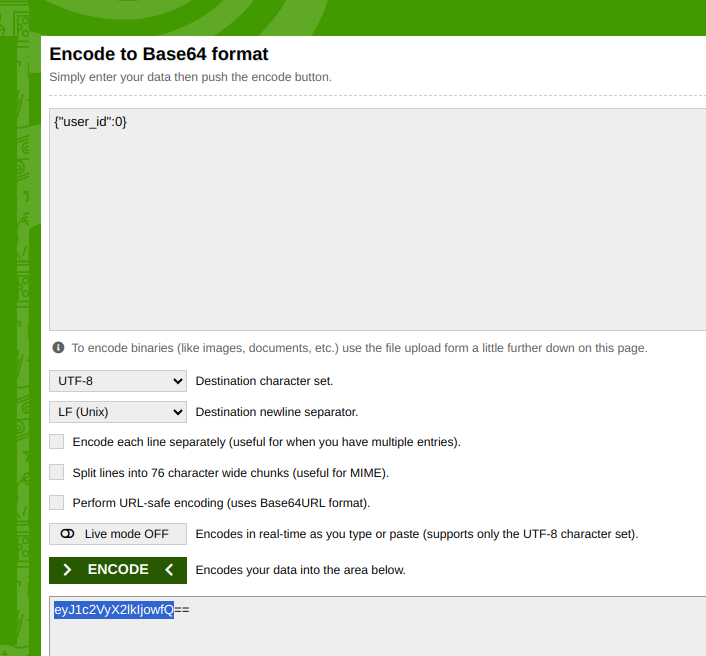 Encode to Base64 format
Simply enter your data then push the encode button.
{"user_id":0}
To encode binaries (like images, documents, etc.) use the file upload form a little further down on this page.
UTF-8 Destination character set.
LF (Unix) Destination newline separator.
Encode each line separately (useful for when you have multiple entries).
Split lines into 76 character wide chunks (useful for MIME).
Perform URL-safe encoding (uses Base64URL format).
Live mode OFF Encodes in real-time as you type or paste (supports only the UTF-8 character set).
ENCODE Encodes your data into the area below.
eyJ1c2VyX2lkIjowfQ==